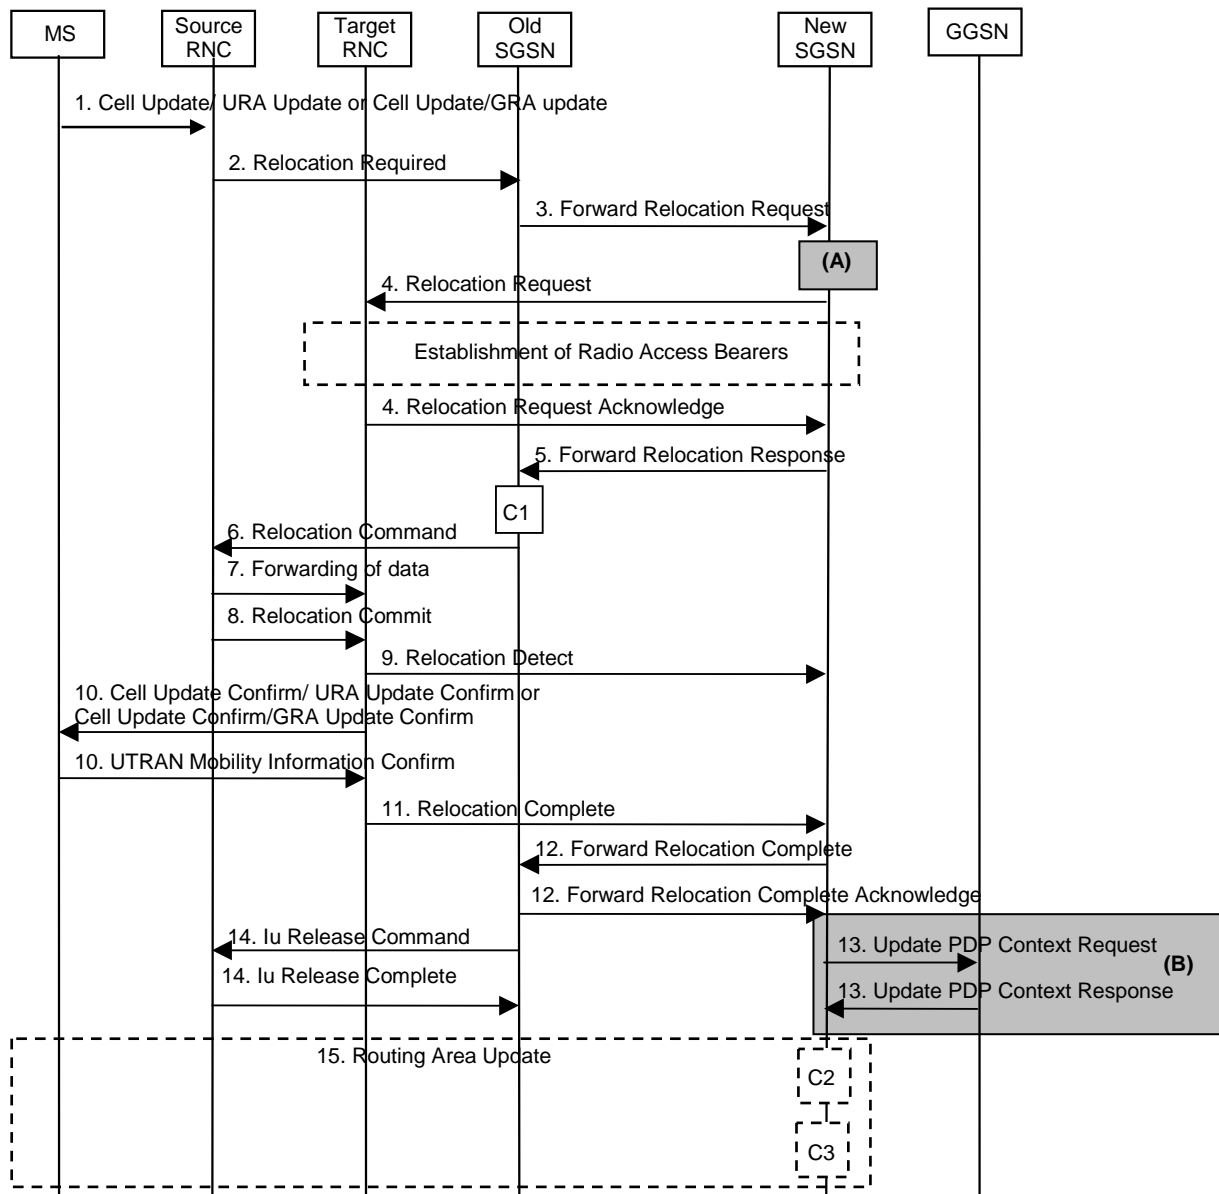 MS
Source
RNC
Target
RNC
Old
SGSN
New
SGSN
GGSN
1. Cell Update/ URA Update or Cell Update/GRA update
2. Relocation Required
3. Forward Relocation Request
(A)
4. Relocation Request
Establishment of Radio Access Bearers
4. Relocation Request Acknowledge
5. Forward Relocation Response
C1
6. Relocation Command
7. Forwarding of data
8. Relocation Commit
9. Relocation Detect
10. Cell Update Confirm/ URA Update Confirm or
Cell Update Confirm/GRA Update Confirm
10. UTRAN Mobility Information Confirm
11. Relocation Complete
12. Forward Relocation Complete
12. Forward Relocation Complete Acknowledge
14. Iu Release Command
13. Update PDP Context Request
(B)
14. Iu Release Complete
13. Update PDP Context Response
15. Routing Area Update
C2
C3